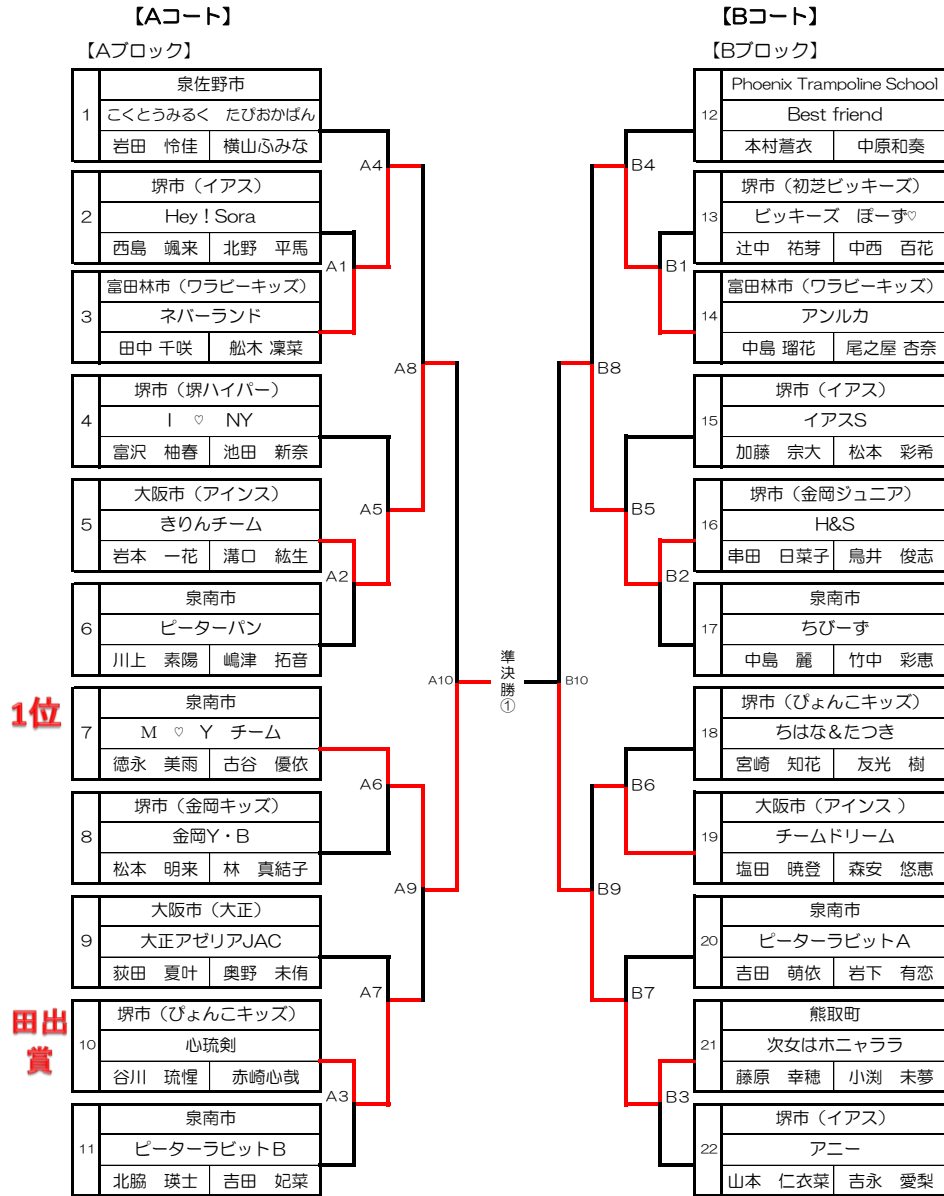 【Aコート】
【Aブロック】
1位
田出賞
1
泉佐野市
こくとうみるく　たぴおかぱん
岩田　怜佳　横山ふみな
2
堺市（イアス）
Hey！Sora
西島　颯来　北野　平馬
3
富田林市（ワラビーキッズ）
ネバーランド
田中 千咲　舩木 凜菜
4
堺市（堺ハイパー）
I　♡　NY
富沢　柚春　池田　新奈
5
大阪市（アインス）
きりんチーム
岩本　一花　溝口　紘生
6
泉南市
ピーターパン
川上　素陽　嶋津　拓音
7
泉南市
M　♡　Y　チーム
徳永　美雨　古谷　優依
8
堺市（金岡キッズ）
金岡Y・B
松本　明来　林　真結子
9
大阪市（大正）
大正アゼリアJAC
荻田　夏叶　奥野　未侑
10
堺市（ぴょんこキッズ）
心琉剣
谷川　琉惺　赤崎心哉
11
泉南市
ピーターラビットB
北脇　瑛士　吉田　妃菜
A4
A1
A8
A5
A2
A10
A6
A9
A7
A3
準決勝①
【Bコート】
【Bブロック】
B4
B1
B8
B5
B2
B10
B6
B9
B7
B3
12
Phoenix Trampoline School
Best friend
本村蒼衣　中原和奏
13
堺市（初芝ビッキーズ）
ビッキーズ　ぽーず♡
辻中　祐芽　中西　百花
14
富田林市（ワラビーキッズ）
アンルカ
中島 瑠花　尾之屋 杏奈
15
堺市（イアス）
イアスS
加藤　宗大　松本　彩希
16
堺市（金岡ジュニア）
H&S
串田　日菜子　鳥井　俊志
17
泉南市
ちびーず
中島　麗　竹中　彩恵
18
堺市（ぴょんこキッズ）
ちはな＆たつき
宮崎　知花　友光　樹
19
大阪市（アインス ）
チームドリーム
塩田　暁登　森安　悠恵
20
泉南市
ピーターラビットA
吉田　萌依　岩下　有恋
21
熊取町
次女はホニャララ
藤原　幸穂　小渕　未夢
22
堺市（イアス）
アニー
山本　仁衣菜　吉永　愛梨